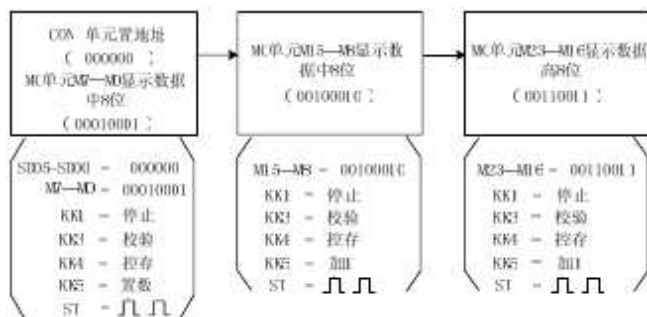 CON 单元置地址
（ 000000 ）
MC单元M7—M0显示数据
中8位
（ 00010001 ）
SD05-SD00 = 000000
M7—M0 = 00010001
KK1 = 停止
KK3 = 校验
KK4 = 控存
KK5 = 置数
ST =
MC单元M15—M8显示数
据中8位
（ 00100010 ）
M15—M8 = 00100010
KK1 = 停止
KK3 = 校验
KK4 = 控存
KK5 = 加1
ST =
MC单元M23—M16显示数据
高8位
（ 00110011 ）
M23—M16 = 00110011
KK1 = 停止
KK3 = 校验
KK4 = 控存
KK5 = 加1
ST =